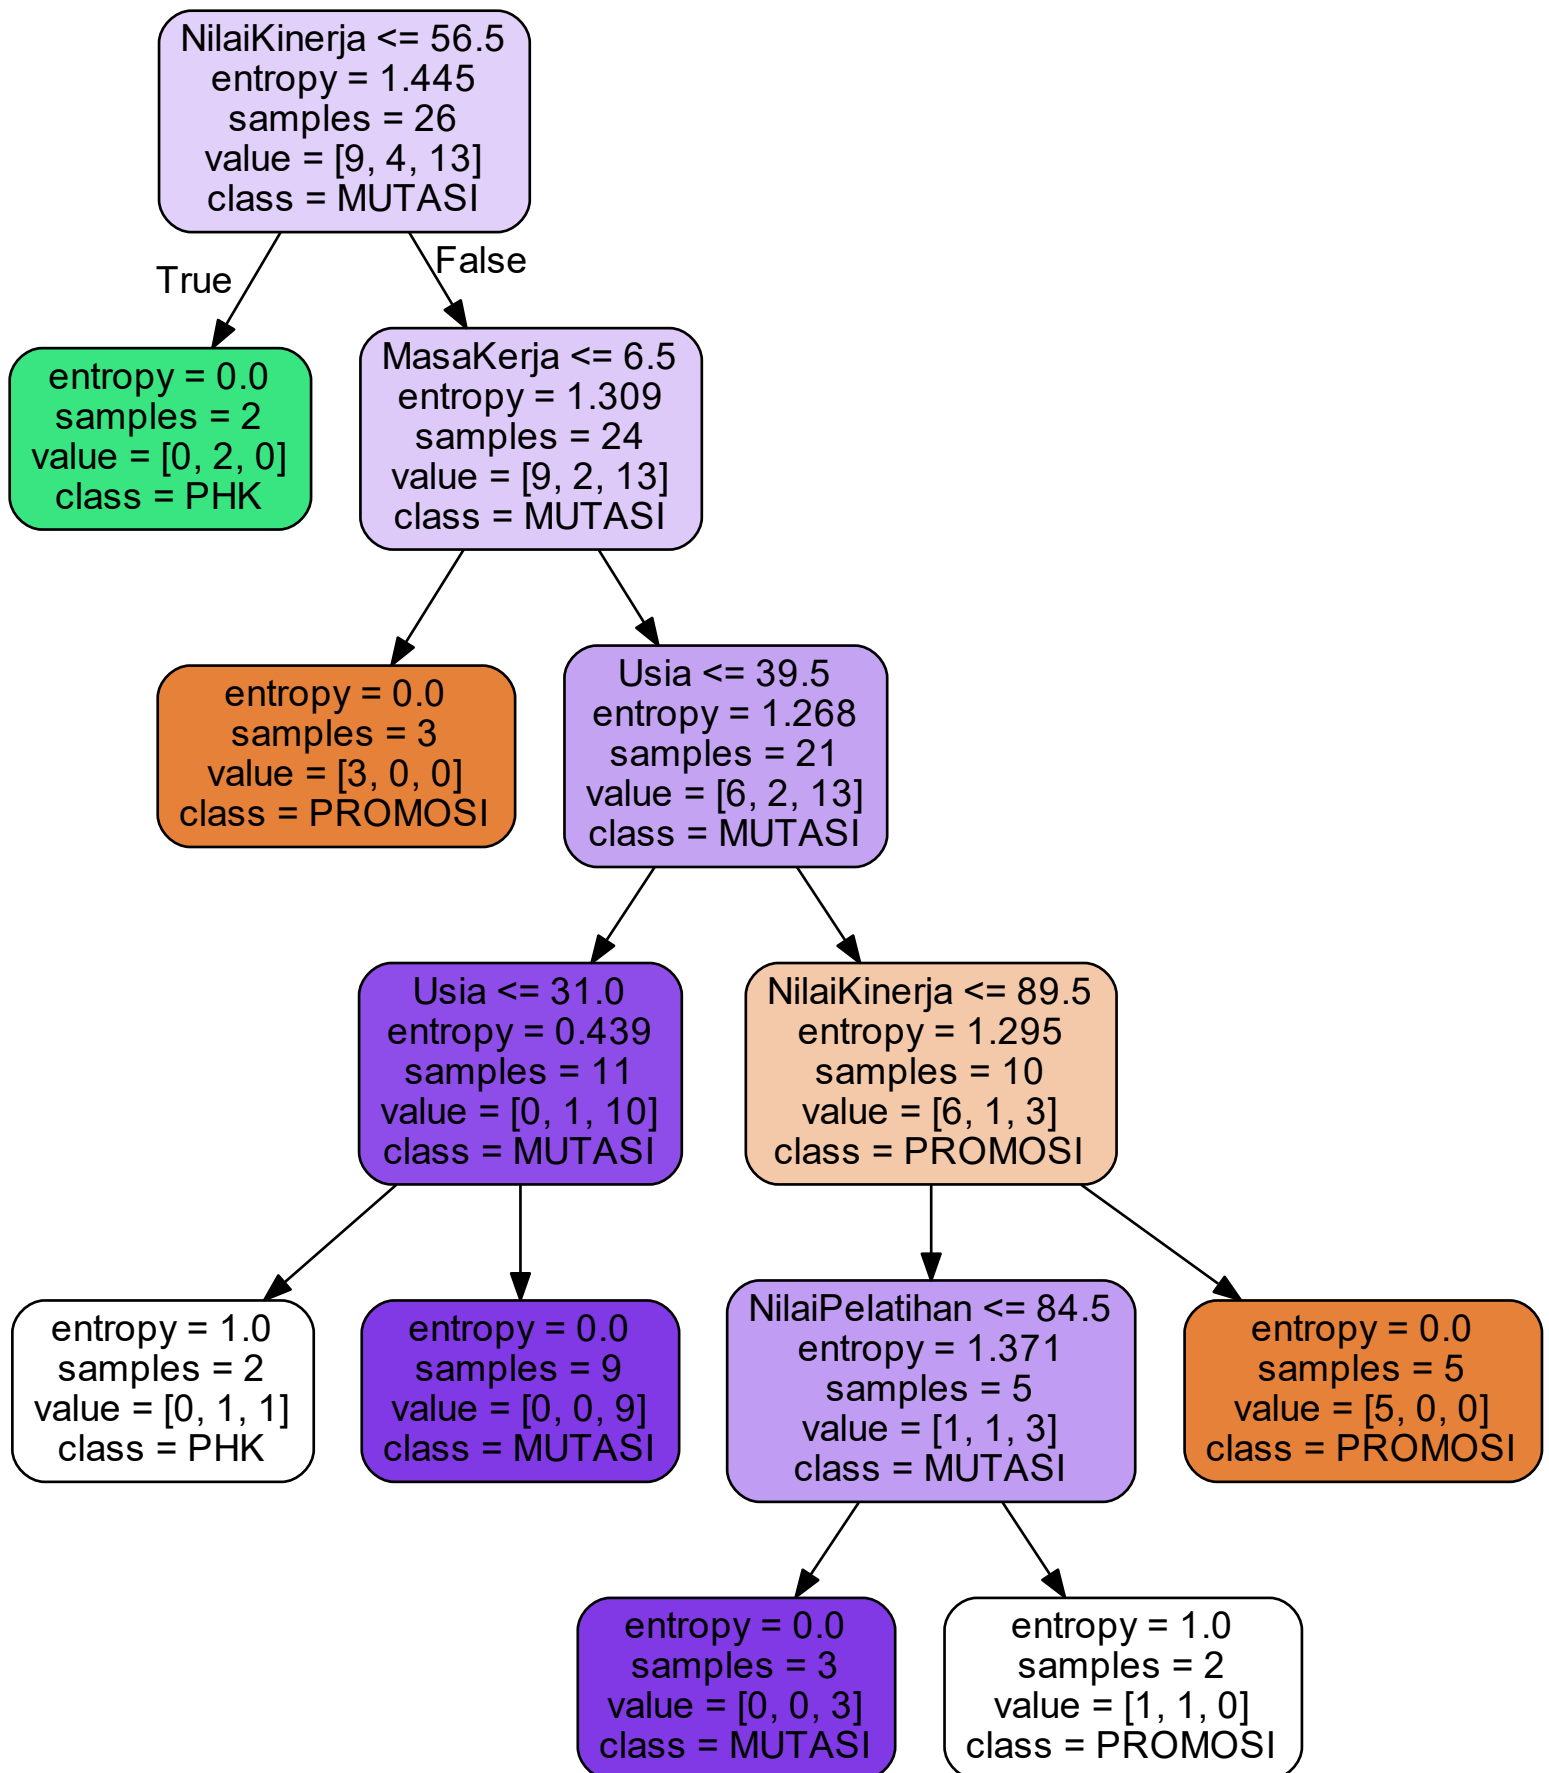 NilaiKinerja <= 56.5
entropy = 1.445
samples = 26
value = [9, 4, 13]
class = MUTASI
True
False
entropy = 0.0
samples = 2
value = [0, 2, 0]
class = PHK
MasaKerja <= 6.5
entropy = 1.309
samples = 24
value = [9, 2, 13]
class = MUTASI
entropy = 0.0
samples = 3
value = [3, 0, 0]
class = PROMOSI
Usia <= 39.5
entropy = 1.268
samples = 21
value = [6, 2, 13]
class = MUTASI
Usia <= 31.0
entropy = 0.439
samples = 11
value = [0, 1, 10]
class = MUTASI
NilaiKinerja <= 89.5
entropy = 1.295
samples = 10
value = [6, 1, 3]
class = PROMOSI
entropy = 1.0
samples = 2
value = [0, 1, 1]
class = PHK
entropy = 0.0
samples = 9
value = [0, 0, 9]
class = MUTASI
NilaiPelatihan <= 84.5
entropy = 1.371
samples = 5
value = [1, 1, 3]
class = MUTASI
entropy = 0.0
samples = 5
value = [5, 0, 0]
class = PROMOSI
entropy = 0.0
samples = 3
value = [0, 0, 3]
class = MUTASI
entropy = 1.0
samples = 2
value = [1, 1, 0]
class = PROMOSI